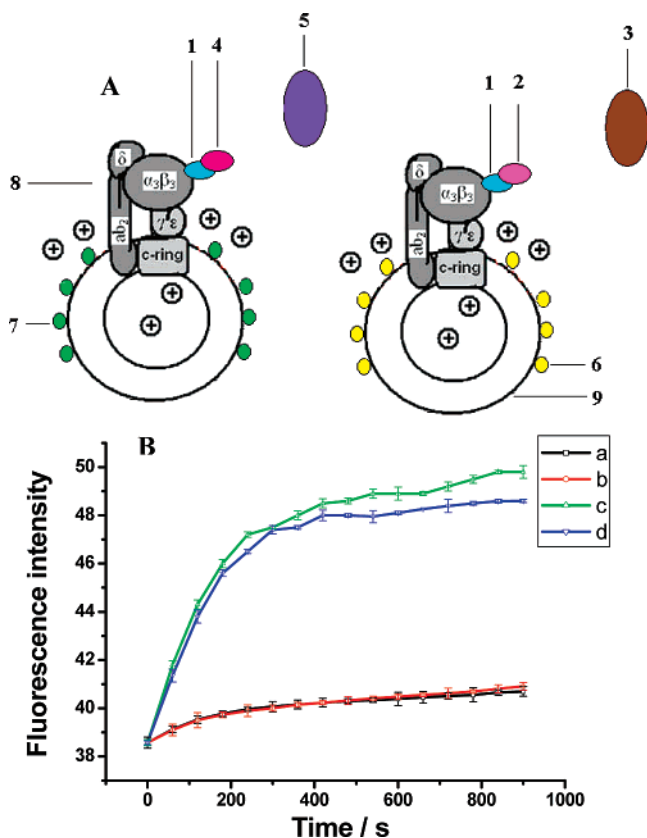 5
3
A
1 4
1 2
δ
α3β3
8
ab2
γ ε
c-ring
+
+
+
+
+
+
7
δ
α3β3
ab2
γ ε
c-ring
+
+
+
+
+
+
6
9
B
Fluorescence intensity
50
48
46
44
42
40
38
0 200 400 600 800 1000
Time / s
a
b
c
d